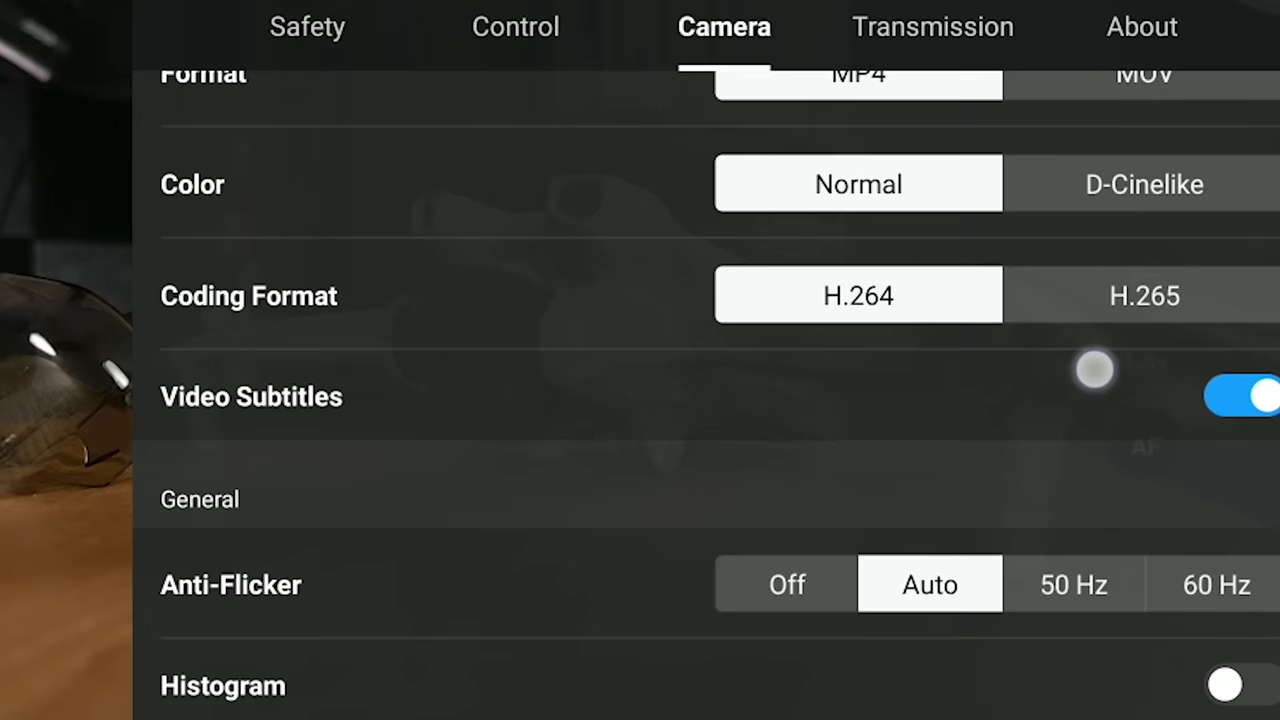 Safety Control Camera Transmission About
Format MP4 MOV
Color Normal D-Cinelike
Coding Format H.264 H.265
Video Subtitles
AF
General
Anti-Flicker Off Auto 50 Hz 60 Hz
Histogram